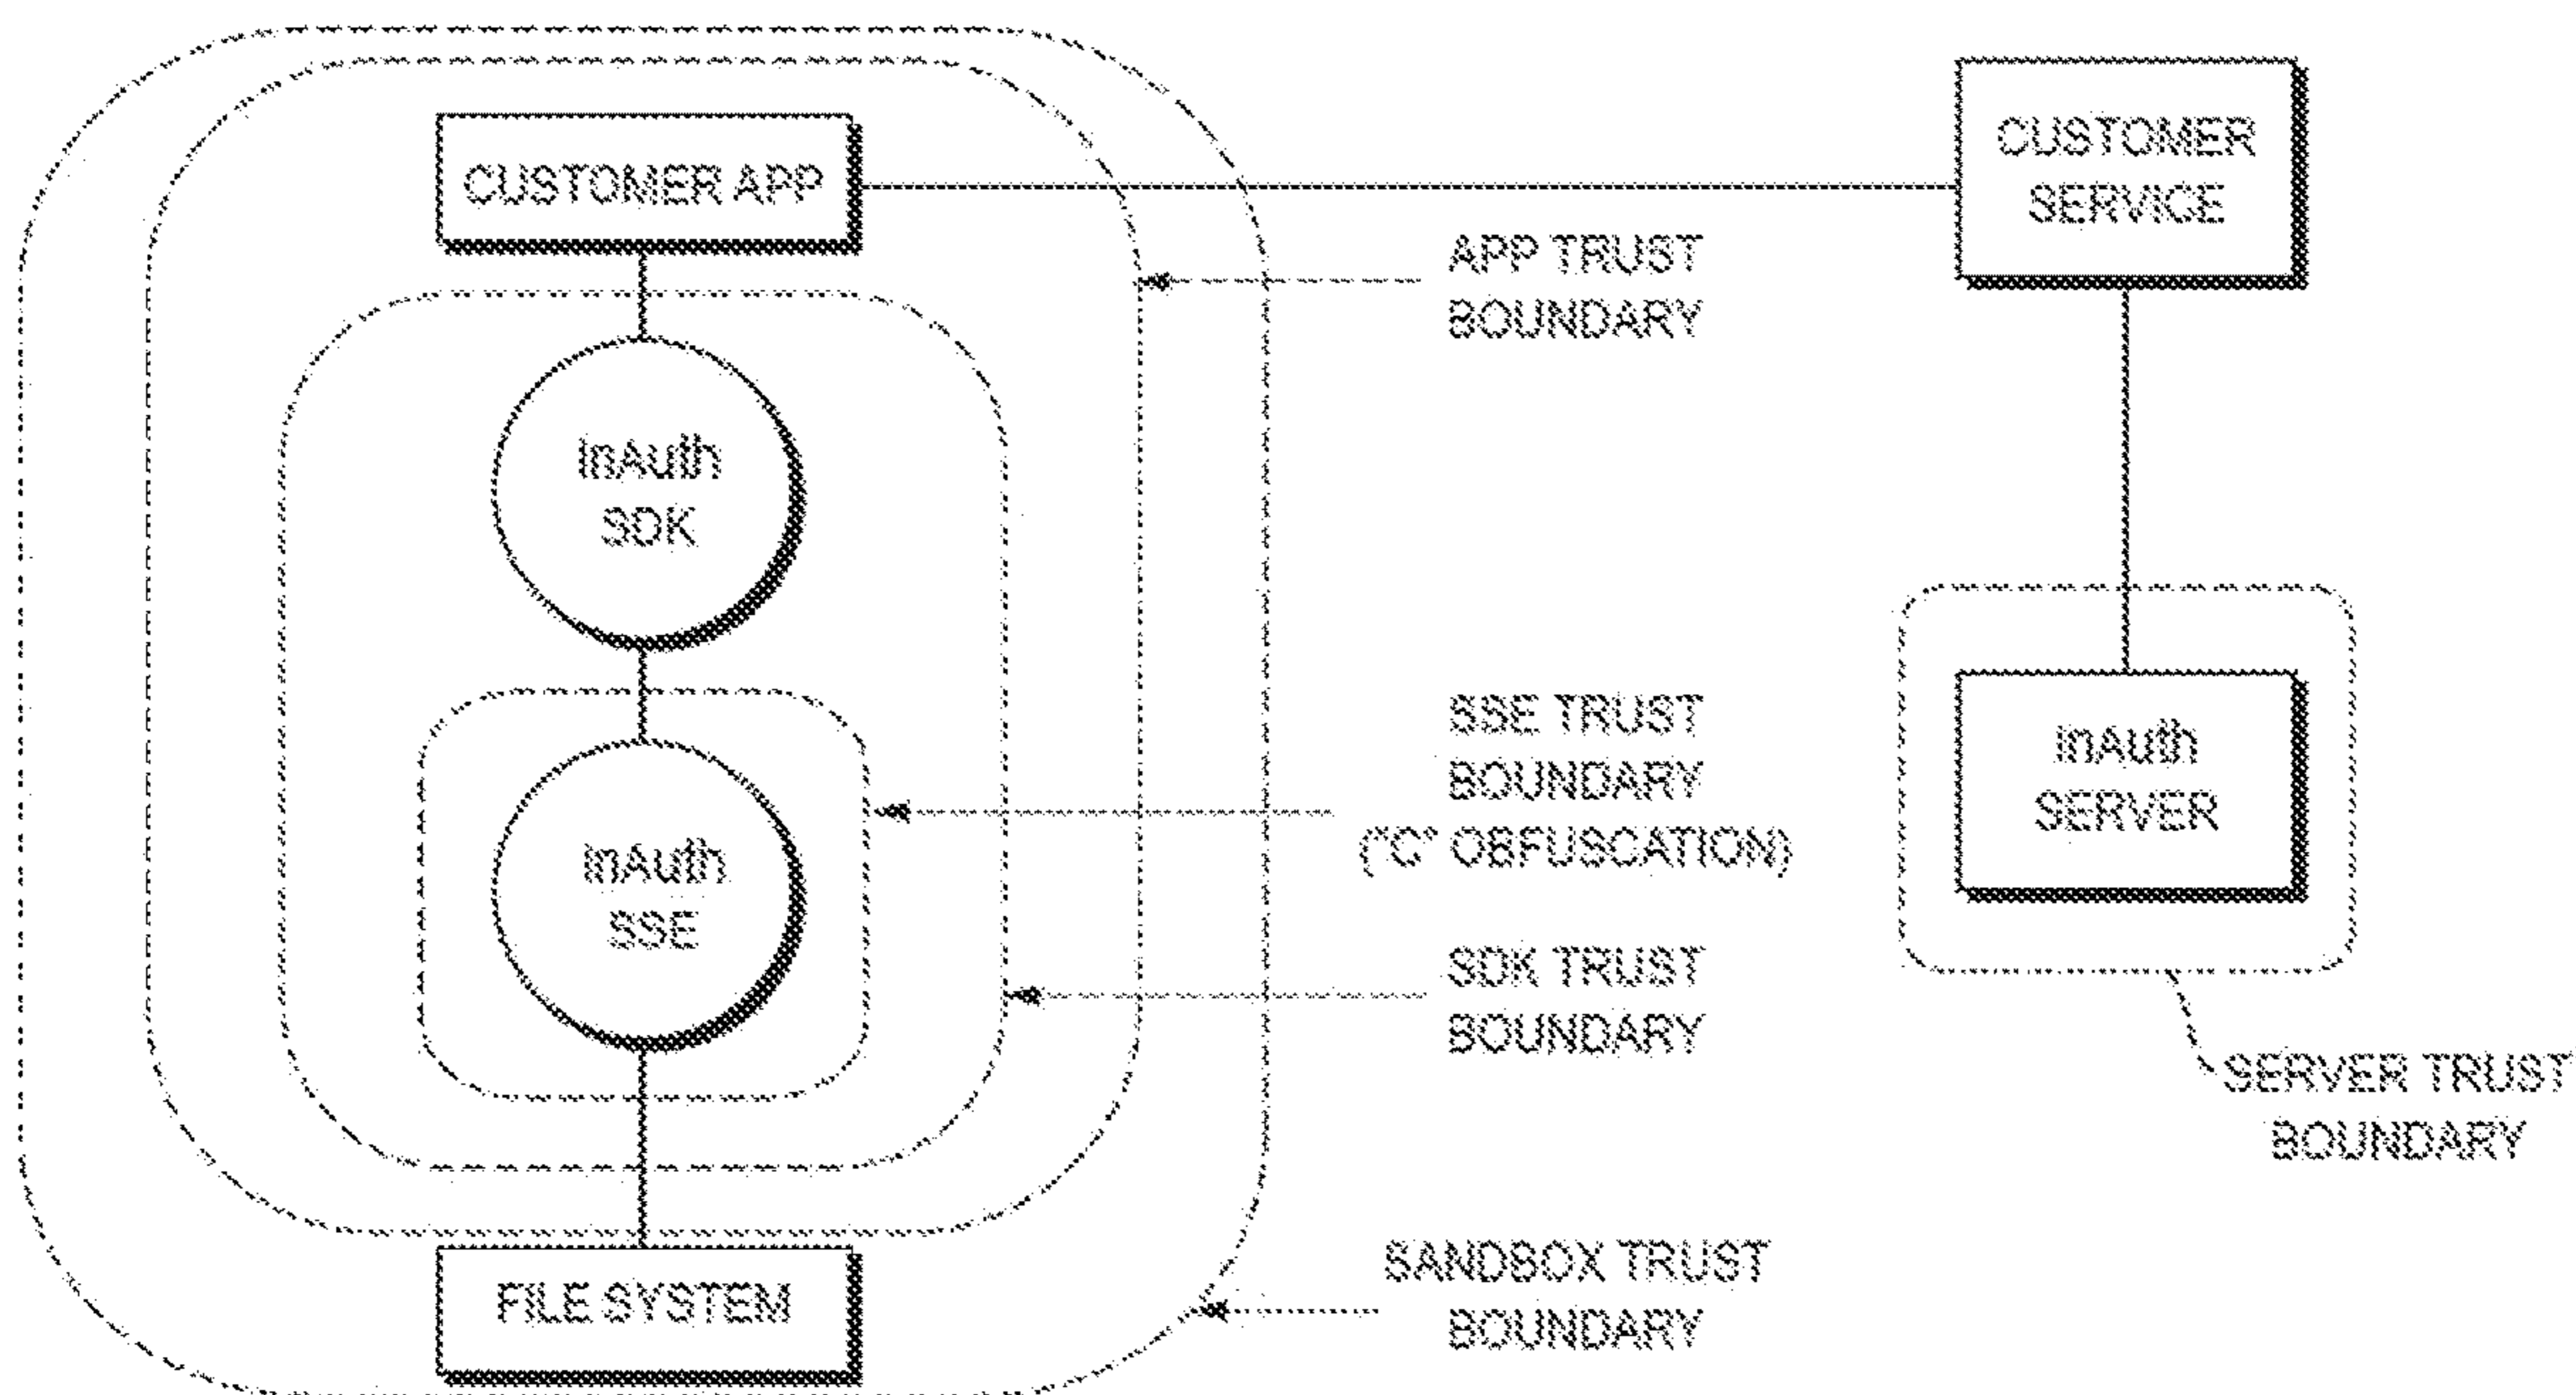 CUSTOMER APP
CUSTOMER
SERVICE
APP TRUST
BOUNDARY
InAuth
SDK
SSE TRUST
BOUNDARY
("C" OBFUSCATION)
InAuth
SERVER
InAuth
SSE
SDK TRUST
BOUNDARY
SERVER TRUST
BOUNDARY
SANDBOX TRUST
BOUNDARY
FILE SYSTEM